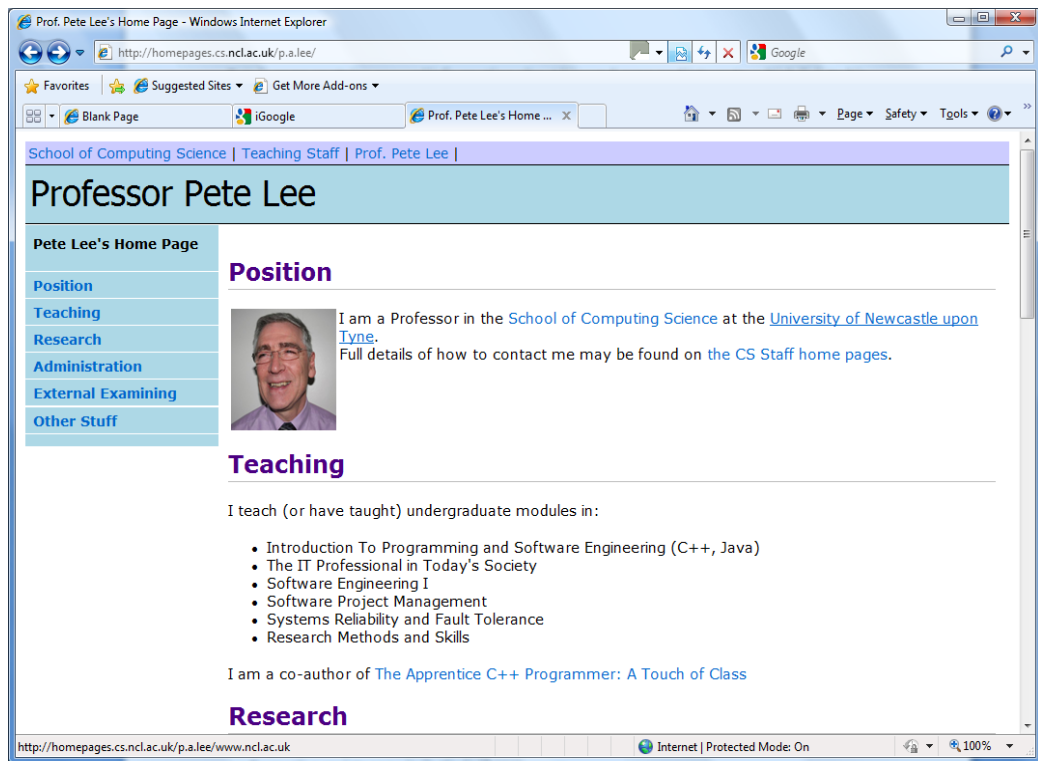 Prof. Pete Lee's Home Page - Windows Internet Explorer
http://homepages.cs.ncl.ac.uk/p.a.lee/
Google
Favorites Suggested Sites Get More Add-ons
Blank Page iGoogle Prof. Pete Lee's Home ... X Page Safety Tools »
School of Computing Science | Teaching Staff | Prof. Pete Lee |
Professor Pete Lee
Pete Lee's Home Page
Position
Teaching
Research
Administration
External Examining
Other Stuff
Position
I am a Professor in the School of Computing Science at the University of Newcastle upon
Tyne.
Full details of how to contact me may be found on the CS Staff home pages.
Teaching
I teach (or have taught) undergraduate modules in:
• Introduction To Programming and Software Engineering (C++, Java)
• The IT Professional in Today's Society
• Software Engineering I
• Software Project Management
• Systems Reliability and Fault Tolerance
• Research Methods and Skills
I am a co-author of The Apprentice C++ Programmer: A Touch of Class
Research
http://homepages.cs.ncl.ac.uk/p.a.lee/www.ncl.ac.uk Internet | Protected Mode: On 100%